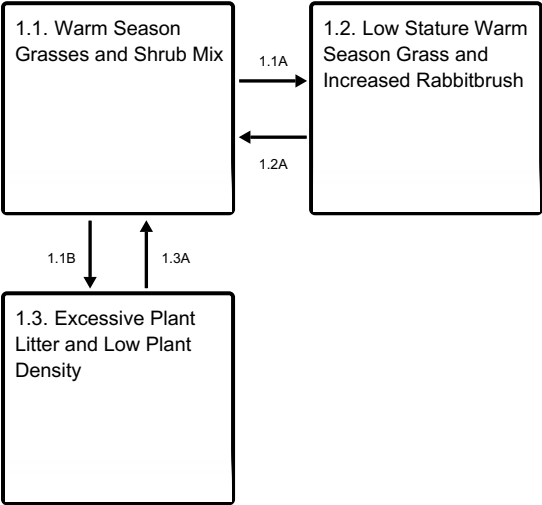 1.1. Warm Season
Grasses and Shrub Mix
1.1A
1.2. Low Stature Warm
Season Grass and
Increased Rabbitbrush
1.2A
1.1B
1.3A
1.3. Excessive Plant
Litter and Low Plant
Density